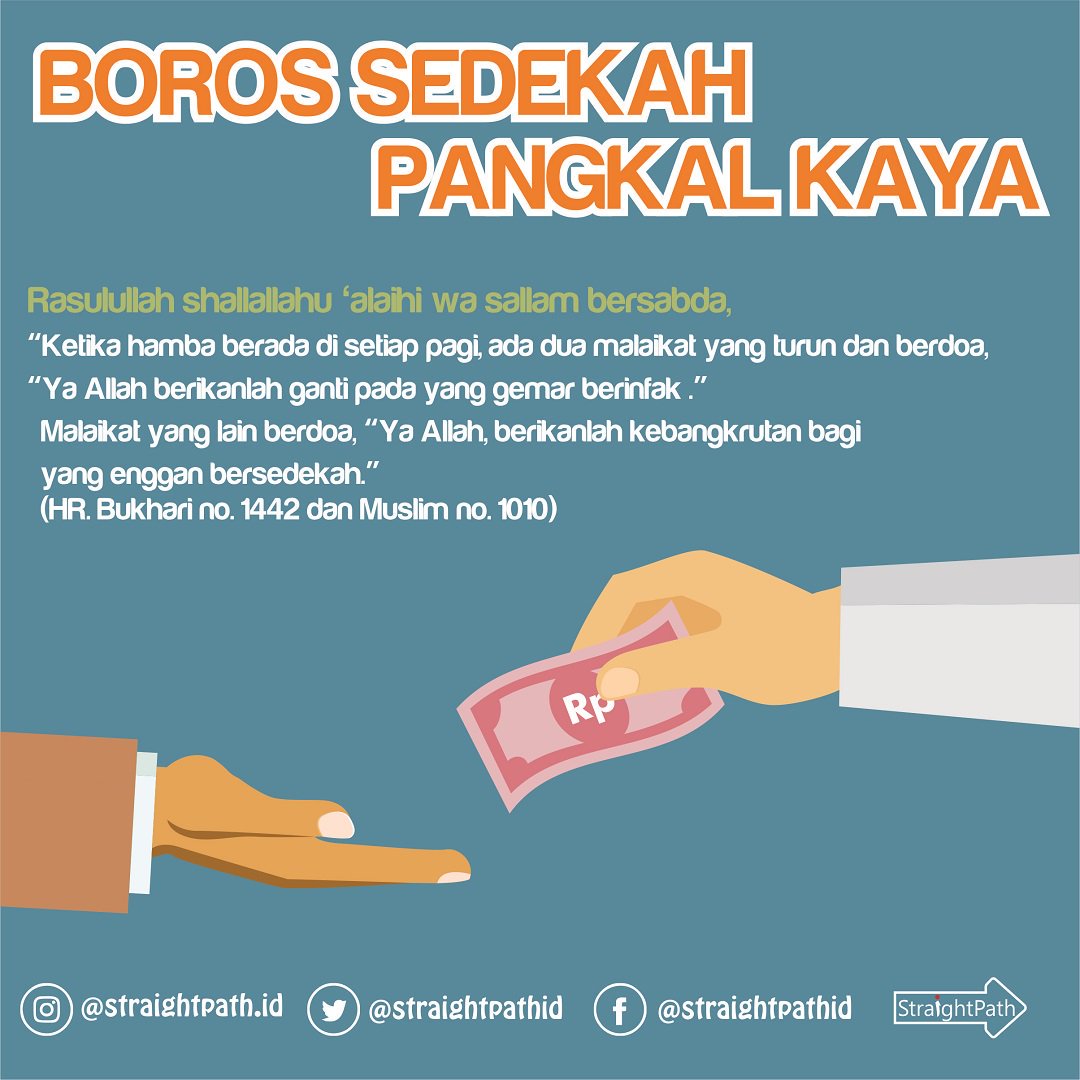 BOROS SEDEKAH
PANGKAL KAYA
Rasulullah shallallahu ‘alaihi wa sallam bersabda,
“Ketika hamba berada di setiap pagi, ada dua malaikat yang turun dan berdoa,
“Ya Allah berikanlah ganti pada yang gemar berinfak .”
Malaikat yang lain berdoa, “Ya Allah, berikanlah kebangkrutan bagi
yang enggan bersedekah.”
(HR. Bukhari no. 1442 dan Muslim no. 1010)
Rp
@straightpath.id
@straightpathid
@straightpathid
StraightPath